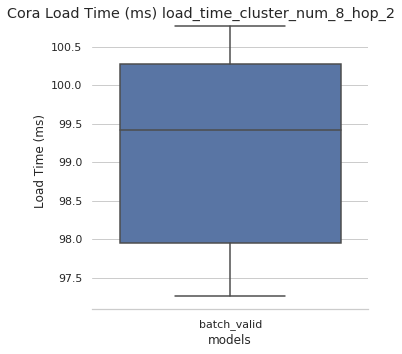 Cora Load Time (ms) load_time_cluster_num_8_hop_2
100.5
100.0
99.5
99.0
98.5
98.0
97.5
Load Time (ms)
batch_valid
models